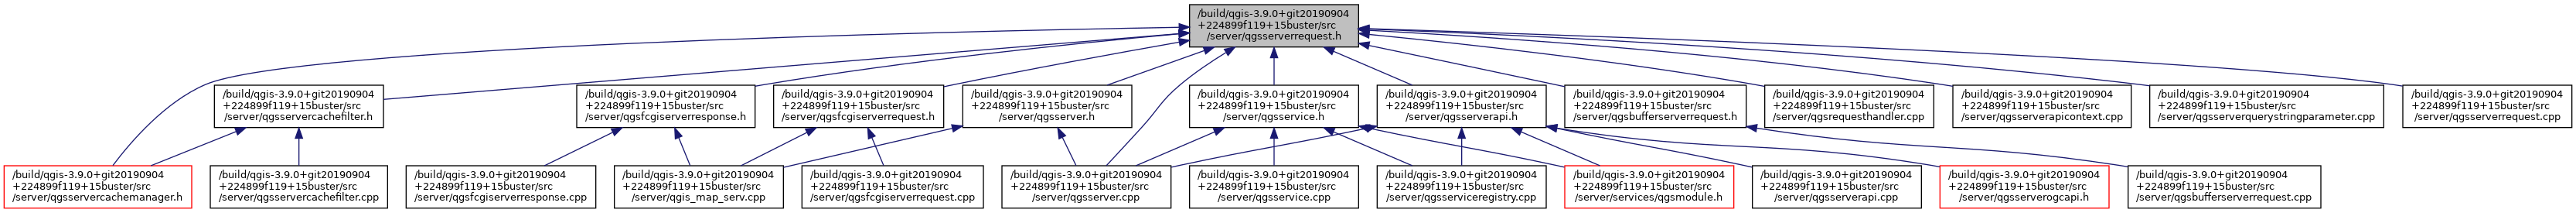 /build/qgis-3.9.0+git20190904
+224899f119+15buster/src
/server/qgsserverrequest.h
/build/qgis-3.9.0+git20190904
+224899f119+15buster/src
/server/qgsservercachefilter.h
/build/qgis-3.9.0+git20190904
+224899f119+15buster/src
/server/qgsfcgiserverresponse.h
/build/qgis-3.9.0+git20190904
+224899f119+15buster/src
/server/qgsfcgiserverrequest.h
/build/qgis-3.9.0+git20190904
+224899f119+15buster/src
/server/qgsserver.h
/build/qgis-3.9.0+git20190904
+224899f119+15buster/src
/server/qgsservice.h
/build/qgis-3.9.0+git20190904
+224899f119+15buster/src
/server/qgsserverapi.h
/build/qgis-3.9.0+git20190904
+224899f119+15buster/src
/server/qgsbufferserverrequest.h
/build/qgis-3.9.0+git20190904
+224899f119+15buster/src
/server/qgsrequesthandler.cpp
/build/qgis-3.9.0+git20190904
+224899f119+15buster/src
/server/qgsserverapicontext.cpp
/build/qgis-3.9.0+git20190904
+224899f119+15buster/src
/server/qgsserverquerystringparameter.cpp
/build/qgis-3.9.0+git20190904
+224899f119+15buster/src
/server/qgsserverrequest.cpp
/build/qgis-3.9.0+git20190904
+224899f119+15buster/src
/server/qgsservercachemanager.h
/build/qgis-3.9.0+git20190904
+224899f119+15buster/src
/server/qgsservercachefilter.cpp
/build/qgis-3.9.0+git20190904
+224899f119+15buster/src
/server/qgsfcgiserverresponse.cpp
/build/qgis-3.9.0+git20190904
+224899f119+15buster/src
/server/qgis_map_serv.cpp
/build/qgis-3.9.0+git20190904
+224899f119+15buster/src
/server/qgsfcgiserverrequest.cpp
/build/qgis-3.9.0+git20190904
+224899f119+15buster/src
/server/qgsserver.cpp
/build/qgis-3.9.0+git20190904
+224899f119+15buster/src
/server/qgsservice.cpp
/build/qgis-3.9.0+git20190904
+224899f119+15buster/src
/server/qgsserviceregistry.cpp
/build/qgis-3.9.0+git20190904
+224899f119+15buster/src
/server/services/qgsmodule.h
/build/qgis-3.9.0+git20190904
+224899f119+15buster/src
/server/qgsserverapi.cpp
/build/qgis-3.9.0+git20190904
+224899f119+15buster/src
/server/qgsserverogcapi.h
/build/qgis-3.9.0+git20190904
+224899f119+15buster/src
/server/qgsbufferserverrequest.cpp